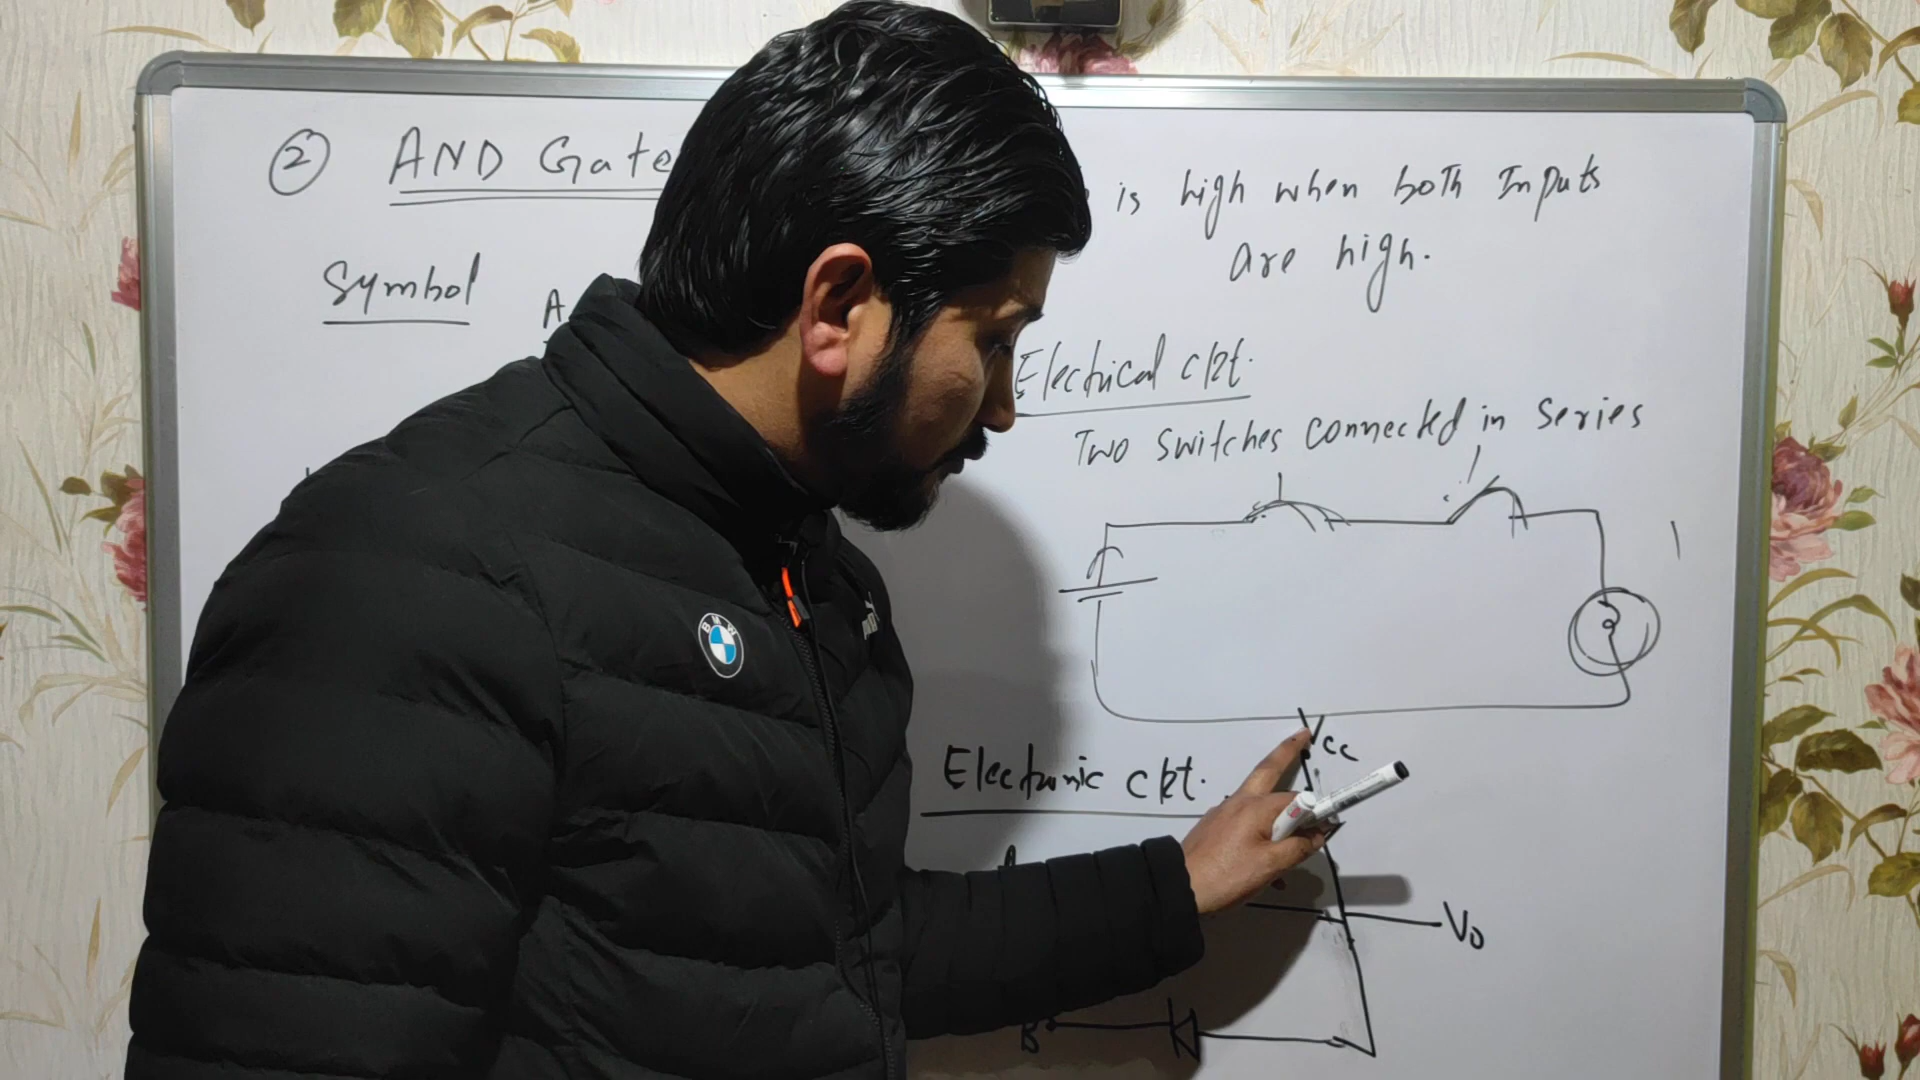 ② AND Gate
is high when both Inputs
are high.
Symbol
A
Electrical ckt.
Two switches connected in series
BMW
Vcc
Electronic ckt.
A
Vo
B